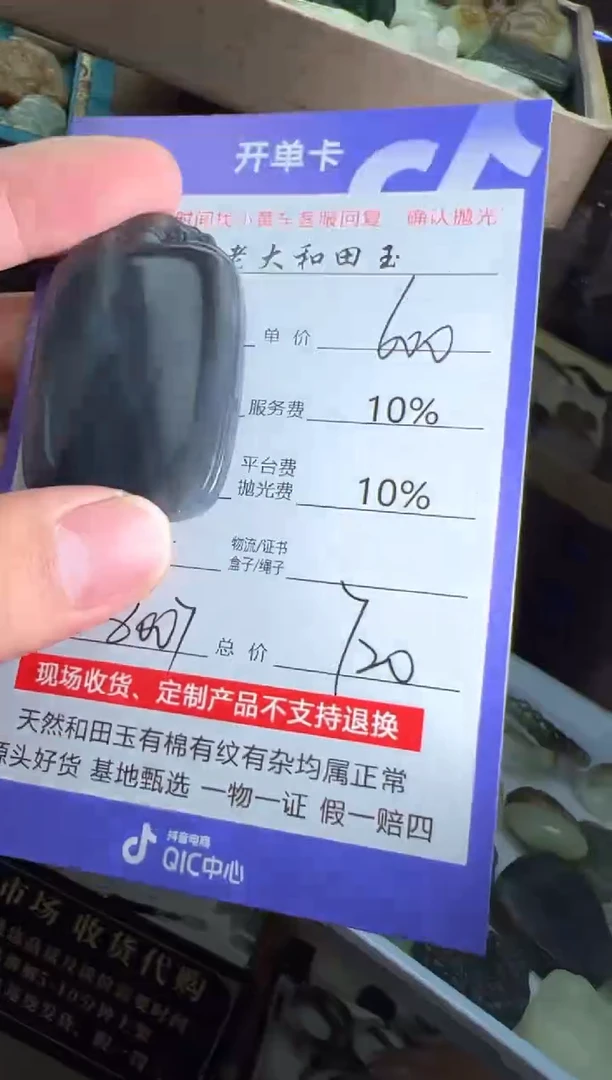 开单卡
时间找小黄车客服回复 确认抛光
老大和田玉
单价 600
服务费 10%
平台费
抛光费 10%
物流/证书
盒子/绳子
总价 720
现场收货、定制产品不支持退换
天然和田玉有棉有纹有杂均属正常
源头好货 基地甄选 一物一证 假一赔四
抖音电商
QIC中心
市场 收货代购